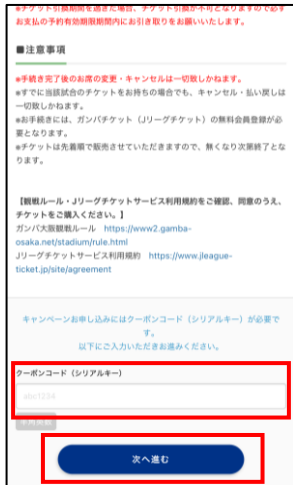 ※チケット引換期間を過ぎた場合、チケット引換が不可となりますので必ず
お支払の予約有効期限期間内にお引き取りをお願いいたします。
■注意事項
※手続き完了後のお席の変更・キャンセルは一切致しかねます。
※すでに当該試合のチケットをお持ちの場合でも、キャンセル・払い戻しは
一切致しかねます。
※お手続きには、ガンバチケット（Jリーグチケット）の無料会員登録が必
要となります。
※チケットは先着順で販売させていただきますので、無くなり次第終了とな
ります。
【観戦ルール・Jリーグチケットサービス利用規約をご確認、同意のうえ、
チケットをご購入ください。】
ガンバ大阪観戦ルール https://www2.gamba-
osaka.net/stadium/rule.html
Jリーグチケットサービス利用規約 https://www.jleague-
ticket.jp/site/agreement
キャンペーンお申し込みにはクーポンコード（シリアルキー）が必要で
す。
以下にご入力いただきお進みください。
クーポンコード（シリアルキー）
abc1234
半角英数
次へ進む